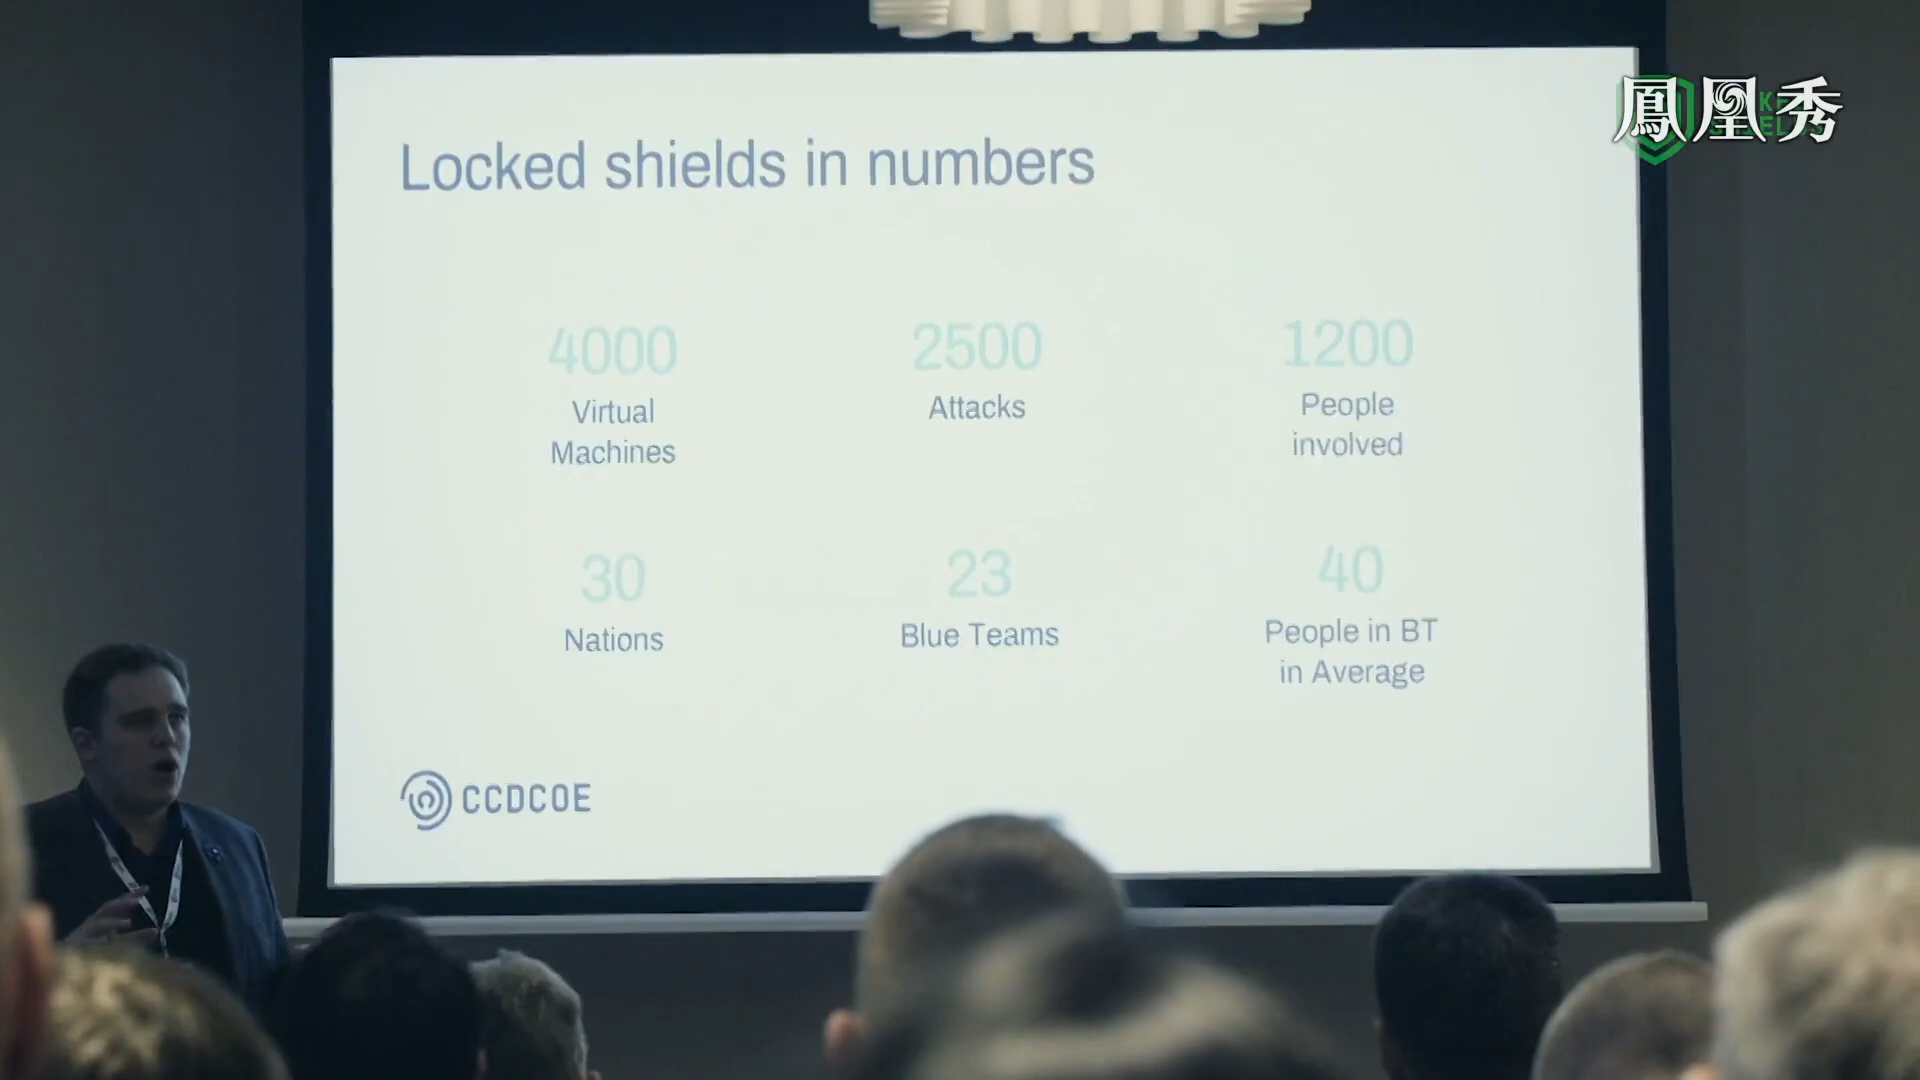 鳳凰秀
Locked shields in numbers
4000
Virtual
Machines
2500
Attacks
1200
People
involved
30
Nations
23
Blue Teams
40
People in BT
in Average
CCDCOE